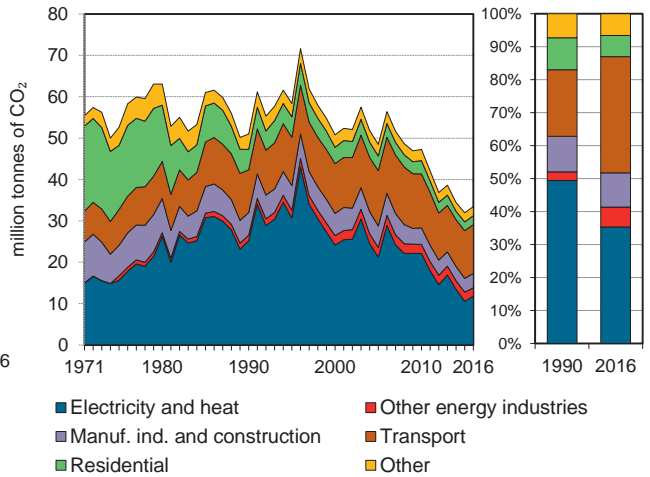 million tonnes of CO2
80
70
60
50
40
30
20
10
0
1971 1980 1990 2000 2010 2016
6
100%
90%
80%
70%
60%
50%
40%
30%
20%
10%
0%
1990 2016
Electricity and heat
Other energy industries
Manuf. ind. and construction
Transport
Residential
Other